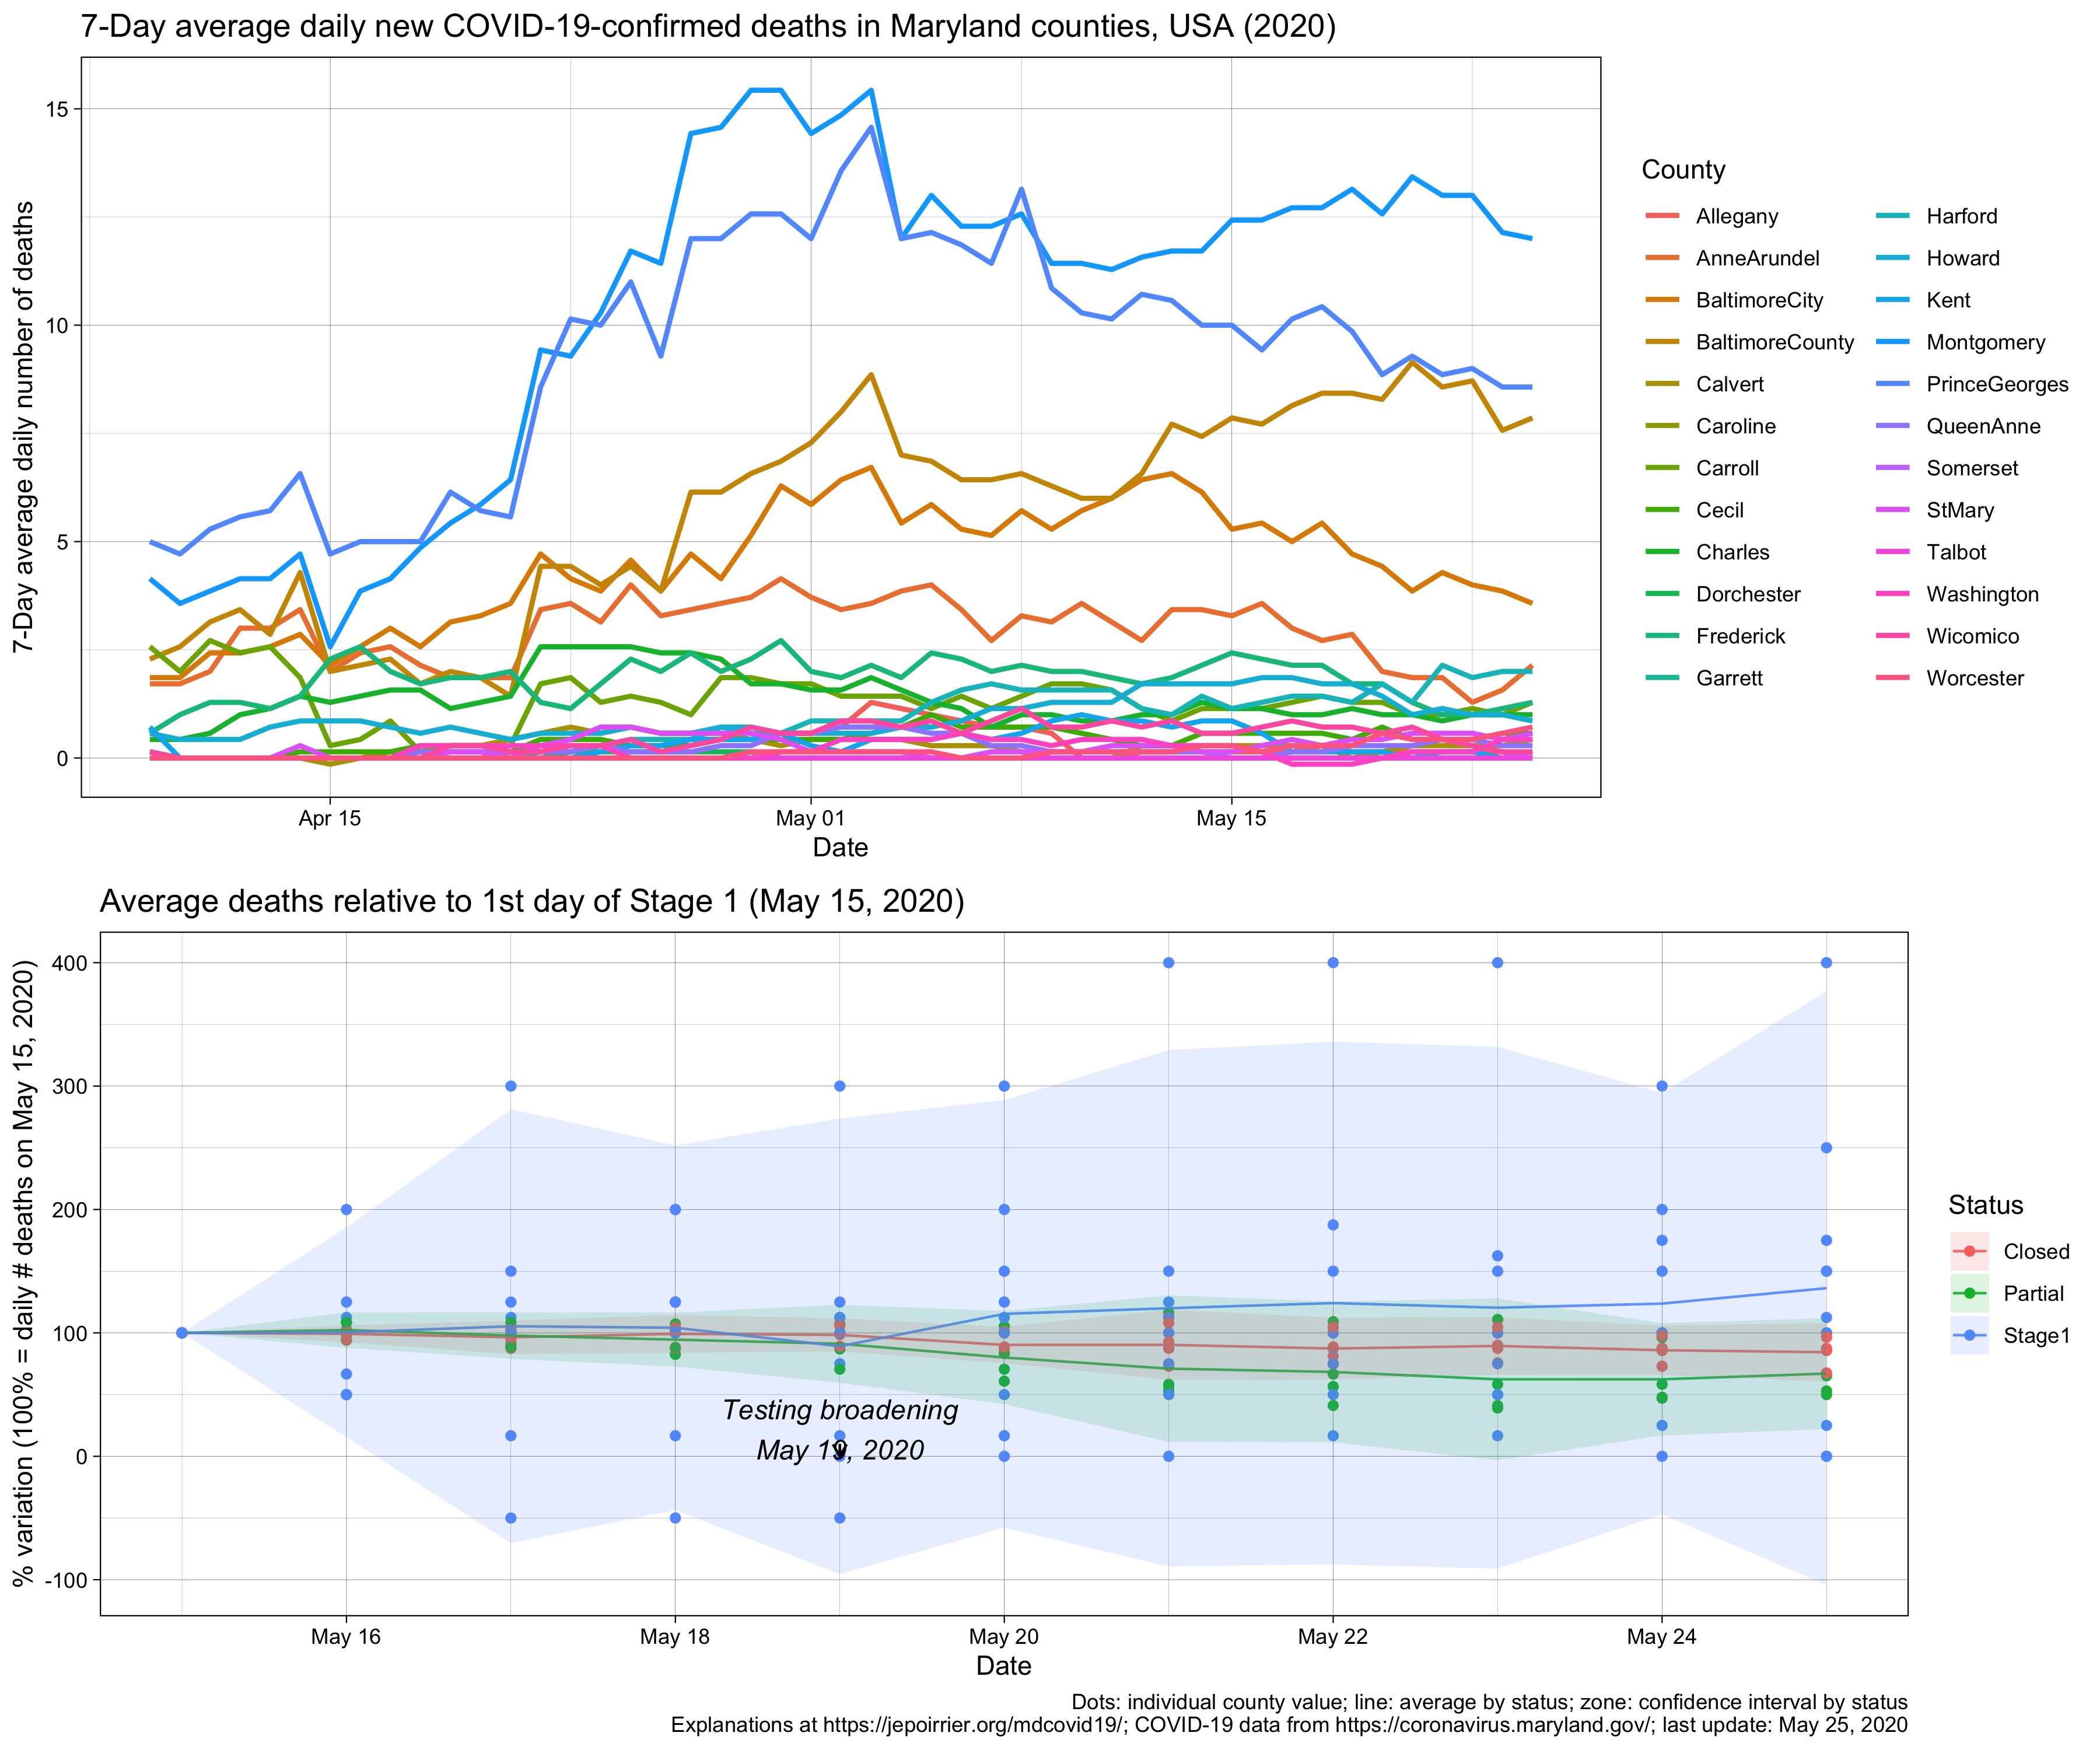 7-Day average daily new COVID-19-confirmed deaths in Maryland counties, USA (2020)
7-Day average daily number of deaths
15
10
5
0
Apr 15
May 01
May 15
Date
County
Allegany
AnneArundel
BaltimoreCity
BaltimoreCounty
Calvert
Caroline
Carroll
Cecil
Charles
Dorchester
Frederick
Garrett
Harford
Howard
Kent
Montgomery
PrinceGeorges
QueenAnne
Somerset
StMary
Talbot
Washington
Wicomico
Worcester
Average deaths relative to 1st day of Stage 1 (May 15, 2020)
% variation (100% = daily # deaths on May 15, 2020)
400
300
200
100
0
-100
Testing broadening
May 19, 2020
May 16
May 18
May 20
May 22
May 24
Date
Status
Closed
Partial
Stage1
Dots: individual county value; line: average by status; zone: confidence interval by status
Explanations at https://jepoirrier.org/mdcovid19/; COVID-19 data from https://coronavirus.maryland.gov/; last update: May 25, 2020